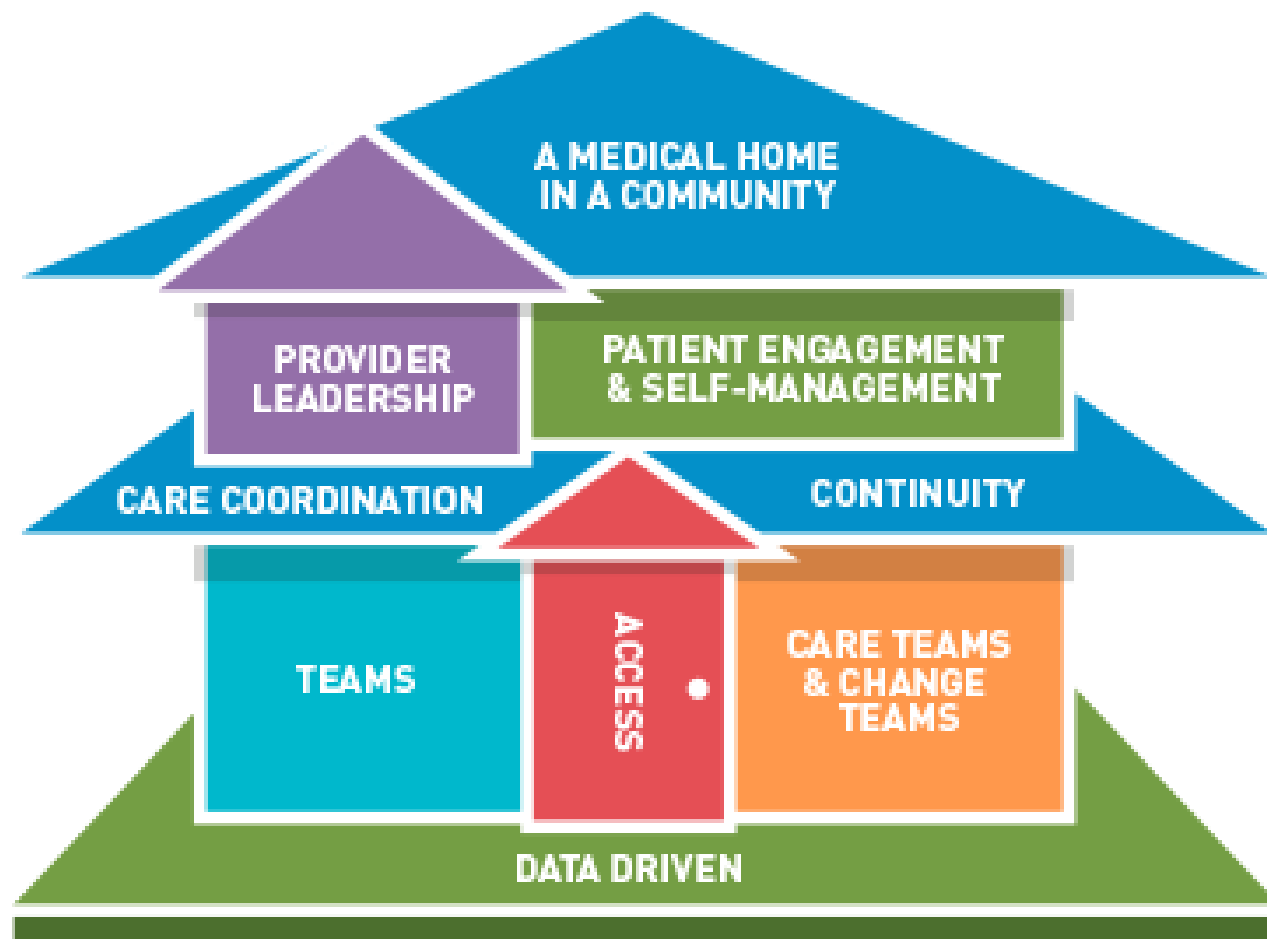 A MEDICAL HOME
IN A COMMUNITY
PROVIDER
LEADERSHIP
PATIENT ENGAGEMENT
& SELF-MANAGEMENT
CARE COORDINATION
CONTINUITY
TEAMS
ACCESS
CARE TEAMS
& CHANGE
TEAMS
DATA DRIVEN